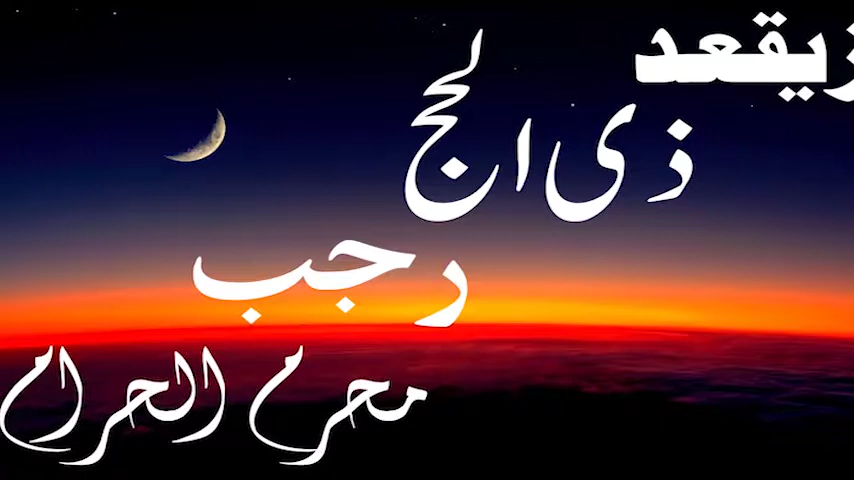 زیقعد
ذی الحج
رجب
محرم الحرام